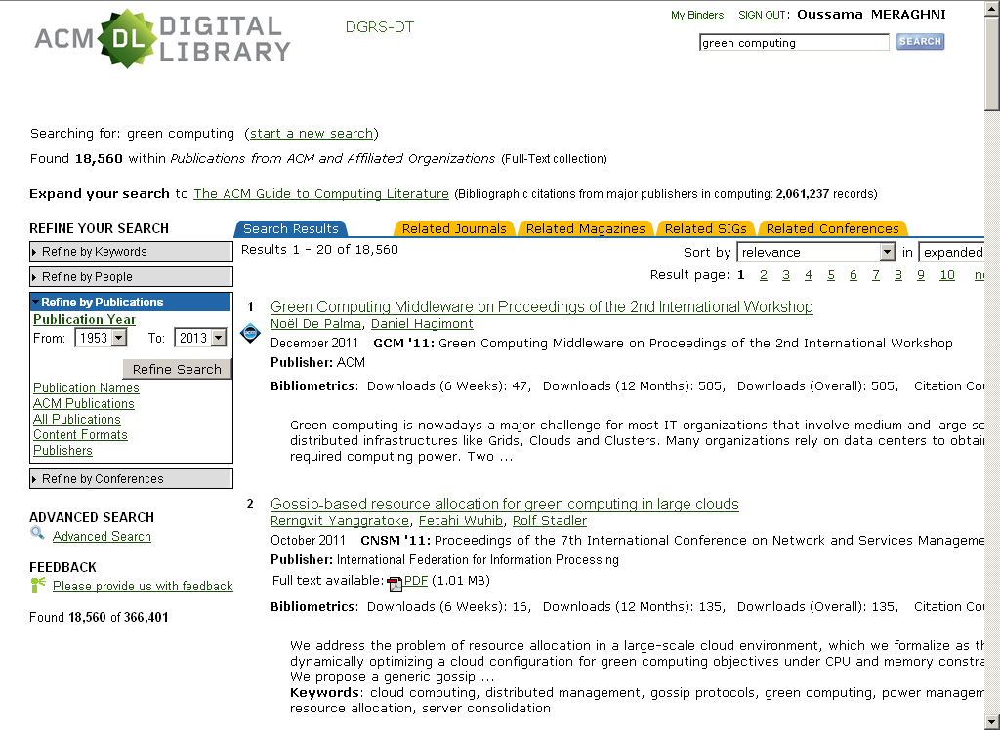 ACM DL DIGITAL LIBRARY
DGRS-DT
My Binders SIGN OUT: Oussama MERAGHNI
green computing SEARCH
Searching for: green computing (start a new search)
Found 18,560 within Publications from ACM and Affiliated Organizations (Full-Text collection)
Expand your search to The ACM Guide to Computing Literature (Bibliographic citations from major publishers in computing: 2,061,237 records)
REFINE YOUR SEARCH
Refine by Keywords
Refine by People
Refine by Publications
Publication Year
From: 1953 To: 2013
Refine Search
Publication Names
ACM Publications
All Publications
Content Formats
Publishers
Refine by Conferences
ADVANCED SEARCH
Advanced Search
FEEDBACK
Please provide us with feedback
Found 18,560 of 366,401
Search Results Related Journals Related Magazines Related SIGs Related Conferences
Results 1 - 20 of 18,560
Sort by relevance in expanded
Result page: 1 2 3 4 5 6 7 8 9 10
1 Green Computing Middleware on Proceedings of the 2nd International Workshop
Noël De Palma, Daniel Hagimont
December 2011 GCM '11: Green Computing Middleware on Proceedings of the 2nd International Workshop
Publisher: ACM
Bibliometrics: Downloads (6 Weeks): 47, Downloads (12 Months): 505, Downloads (Overall): 505, Citation Cou
Green computing is nowadays a major challenge for most IT organizations that involve medium and large sc
distributed infrastructures like Grids, Clouds and Clusters. Many organizations rely on data centers to obtai
required computing power. Two ...
2 Gossip-based resource allocation for green computing in large clouds
Rerngvit Yanggratoke, Fetahi Wuhib, Rolf Stadler
October 2011 CNSM '11: Proceedings of the 7th International Conference on Network and Services Manageme
Publisher: International Federation for Information Processing
Full text available: PDF (1.01 MB)
Bibliometrics: Downloads (6 Weeks): 16, Downloads (12 Months): 135, Downloads (Overall): 135, Citation Cou
We address the problem of resource allocation in a large-scale cloud environment, which we formalize as th
dynamically optimizing a cloud configuration for green computing objectives under CPU and memory constra
We propose a generic gossip ...
Keywords: cloud computing, distributed management, gossip protocols, green computing, power managem
resource allocation, server consolidation